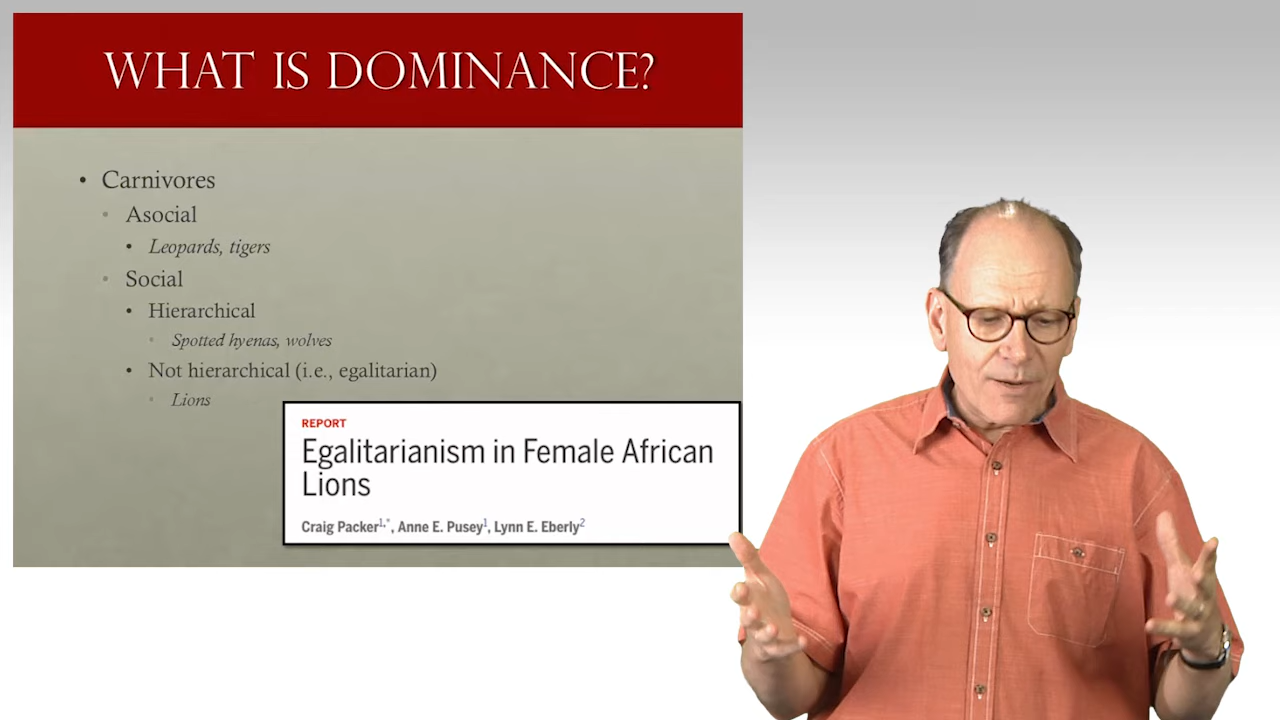 WHAT IS DOMINANCE?
• Carnivores
• Asocial
• Leopards, tigers
• Social
• Hierarchical
• Spotted hyenas, wolves
• Not hierarchical (i.e., egalitarian)
• Lions
REPORT
Egalitarianism in Female African
Lions
Craig Packer1,*, Anne E. Pusey1, Lynn E. Eberly2